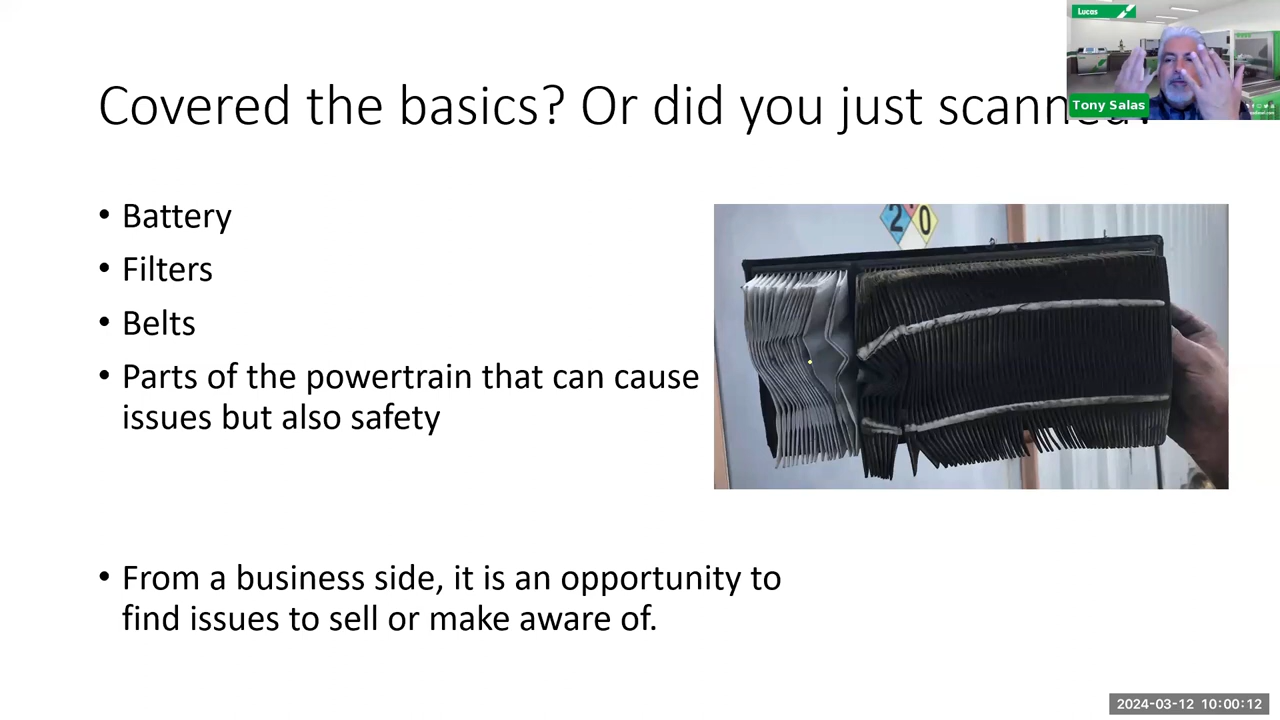 Lucas
Tony Salas
Covered the basics? Or did you just
• Battery
• Filters
• Belts
• Parts of the powertrain that can cause
issues but also safety
2 0
• From a business side, it is an opportunity to
find issues to sell or make aware of.
2024-03-12 10:00:12